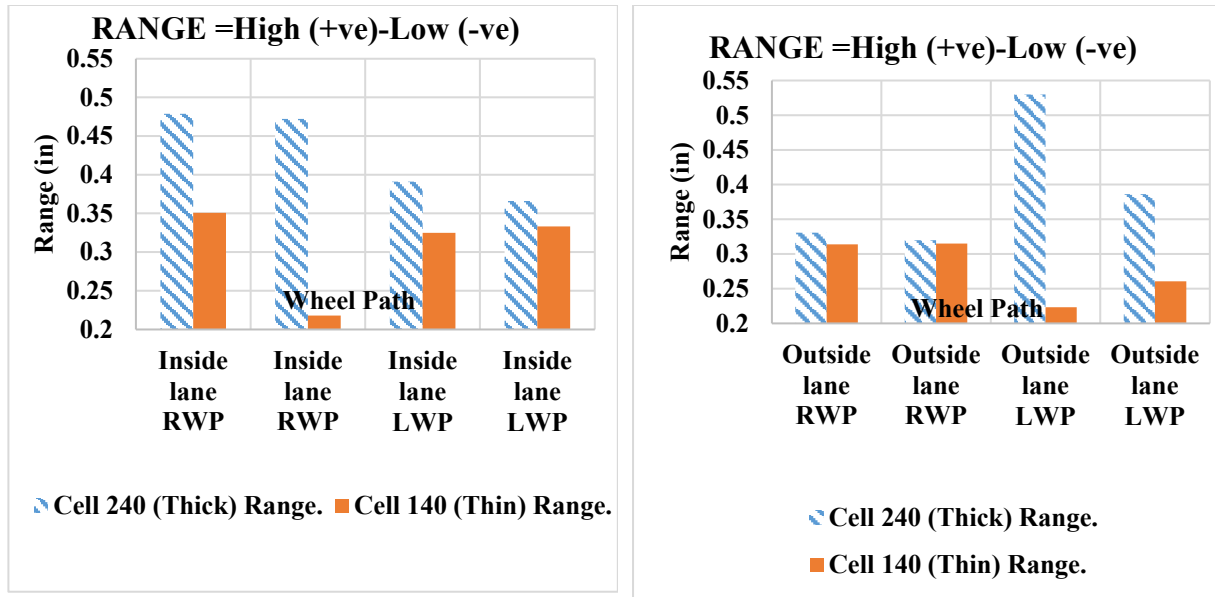 RANGE =High (+ve)-Low (-ve)
0.55
0.5
0.45
0.4
0.35
0.3
0.25
0.2
Range (in)
Wheel Path
Inside lane RWP
Inside lane RWP
Inside lane LWP
Inside lane LWP
Cell 240 (Thick) Range.
Cell 140 (Thin) Range.
RANGE =High (+ve)-Low (-ve)
0.55
0.5
0.45
0.4
0.35
0.3
0.25
0.2
Range (in)
Wheel Path
Outside lane RWP
Outside lane RWP
Outside lane LWP
Outside lane LWP
Cell 240 (Thick) Range.
Cell 140 (Thin) Range.